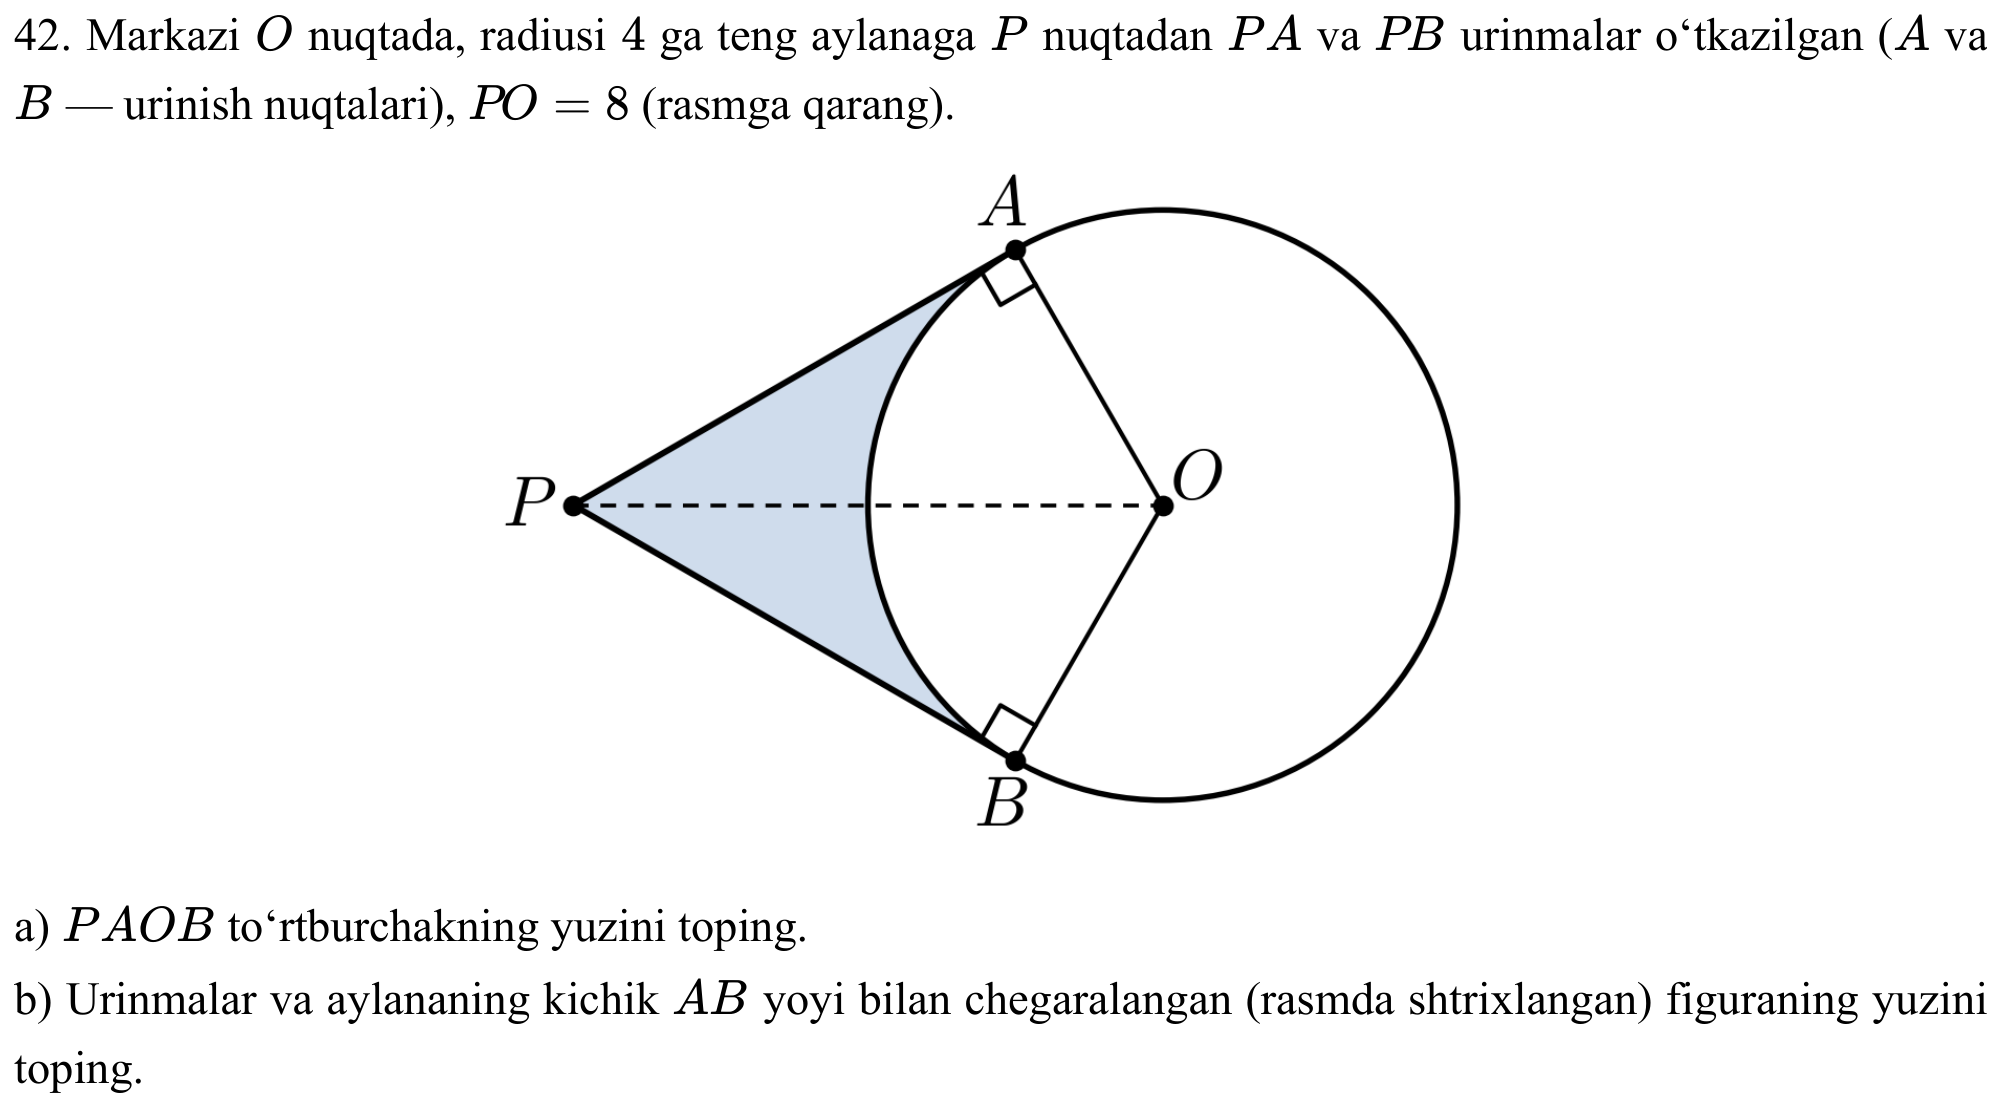 42. Markazi O nuqtada, radiusi 4 ga teng aylanaga P nuqtadan PA va PB urinmalar o‘tkazilgan (A va
B — urinish nuqtalari), PO = 8 (rasmga qarang).
A
O
P
B
a) PAOB to‘rtburchakning yuzini toping.
b) Urinmalar va aylananing kichik AB yoyi bilan chegaralangan (rasmda shtrixlangan) figuraning yuzini
toping.